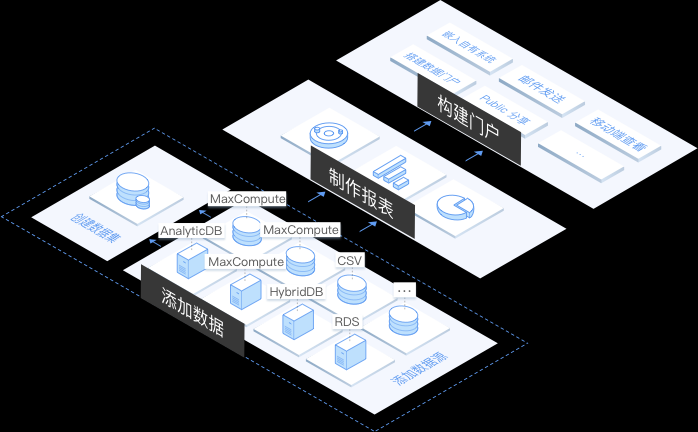 嵌入自有系统
搭建数据门户
邮件发送
Public 分享
移动端查看
...
构建门户
制作报表
创建数据集
MaxCompute
AnalyticDB
MaxCompute
MaxCompute
CSV
HybridDB
...
RDS
添加数据
添加数据源